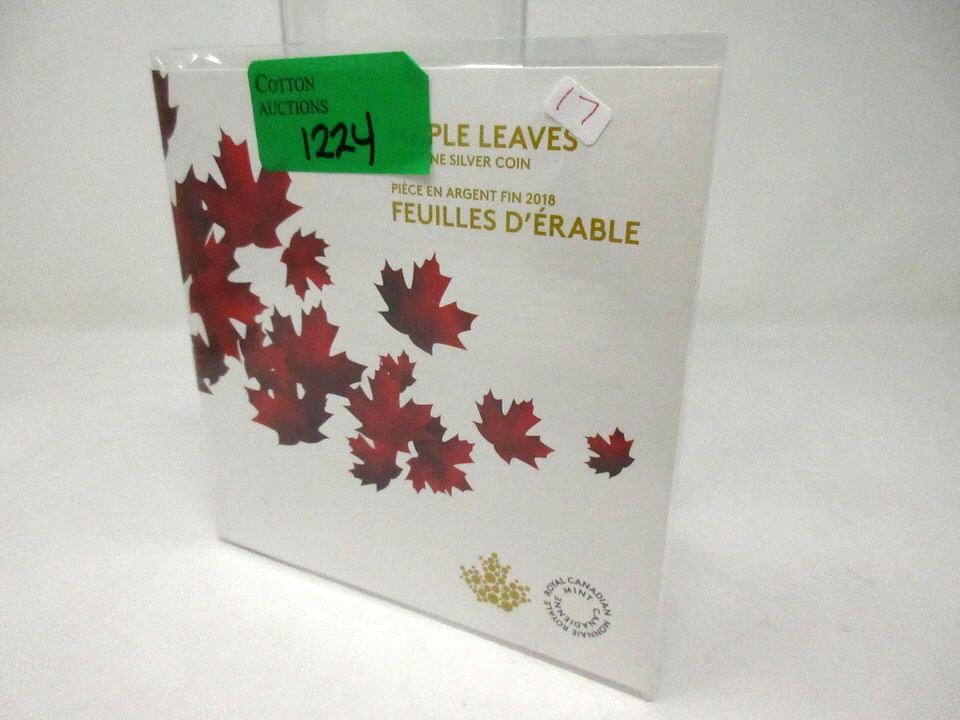 COTTON
AUCTIONS
1224
17
PLE LEAVES
NE SILVER COIN
PIÈCE EN ARGENT FIN 2018
FEUILLES D'ÉRABLE
ROYAL CANADIAN MINT
MONNAIE ROYALE CANADIENNE